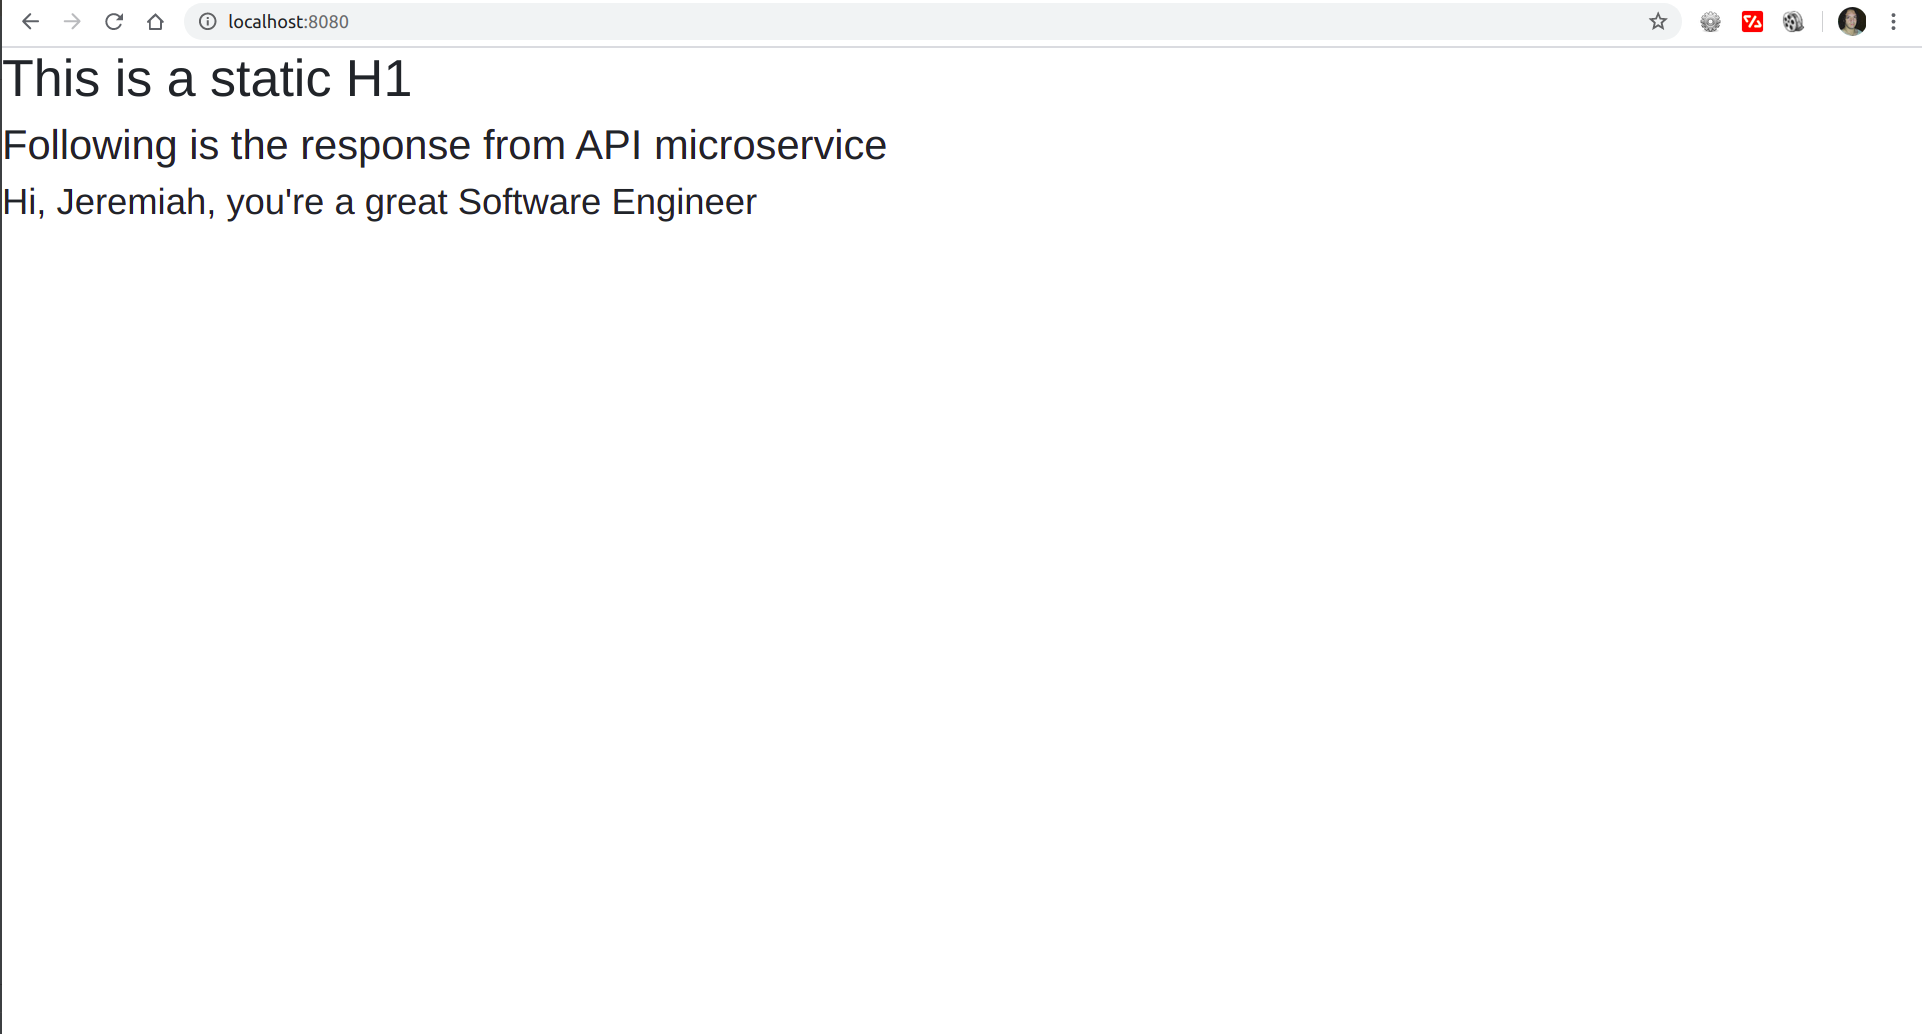 localhost:8080
This is a static H1
Following is the response from API microservice
Hi, Jeremiah, you're a great Software Engineer